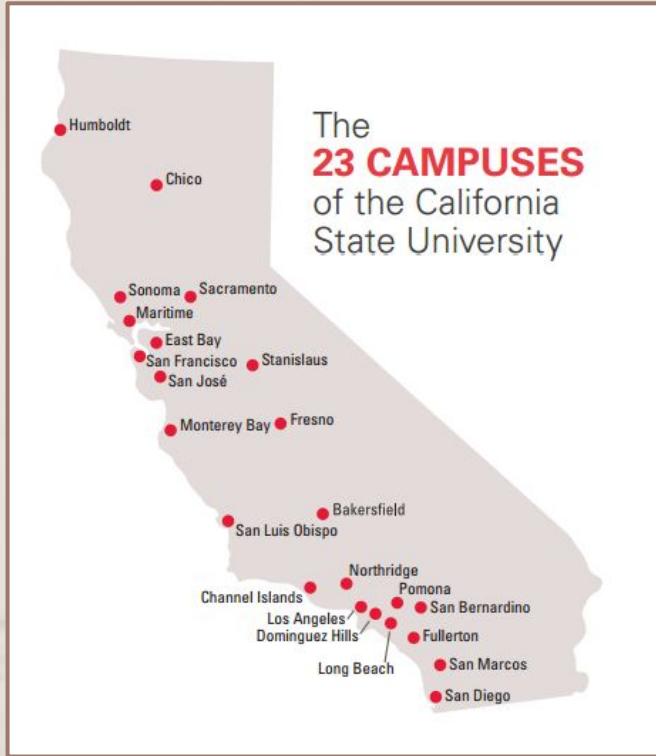 The
23 CAMPUSES
of the California
State University
Humboldt
Chico
Sonoma
Sacramento
Maritime
East Bay
San Francisco
Stanislaus
San José
Monterey Bay
Fresno
Bakersfield
San Luis Obispo
Northridge
Channel Islands
Pomona
Los Angeles
San Bernardino
Dominguez Hills
Fullerton
Long Beach
San Marcos
San Diego